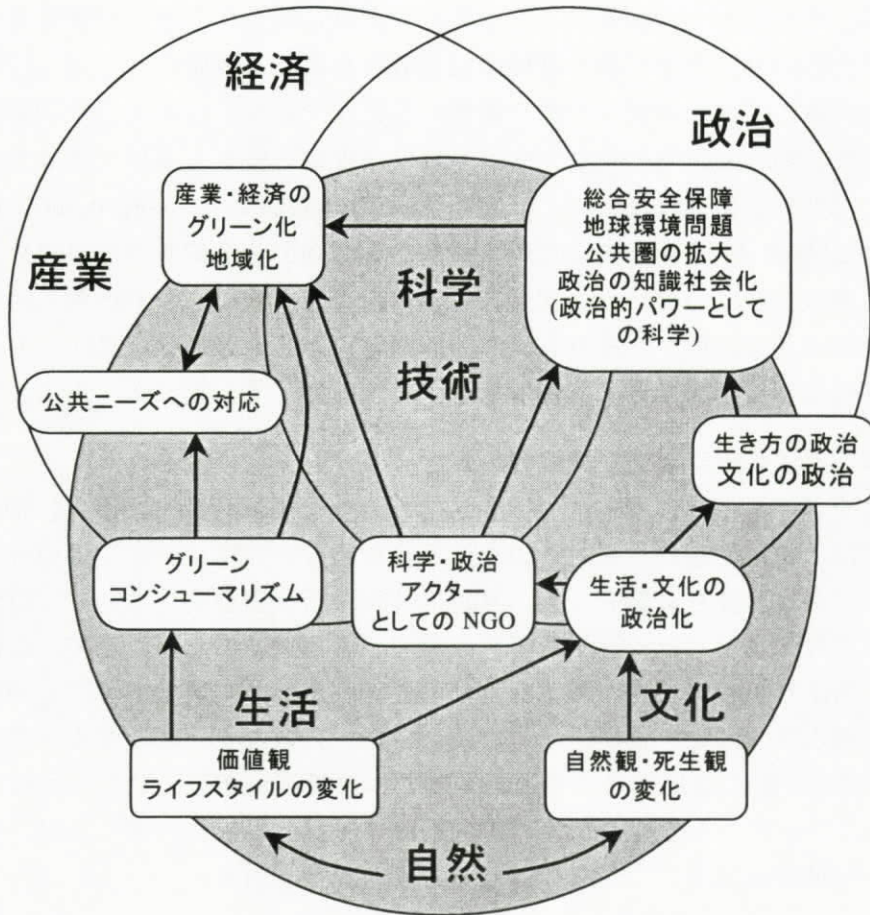 経済
政治
産業・経済の
グリーン化
地域化
総合安全保障
地球環境問題
公共圏の拡大
政治の知識社会化
(政治的パワーとして
の科学)
産業
科学
技術
公共ニーズへの対応
生き方の政治
文化の政治
グリーン
コンシューマリズム
科学・政治
アクター
としての NGO
生活・文化の
政治化
生活
文化
価値観
ライフスタイルの変化
自然観・死生観
の変化
自然